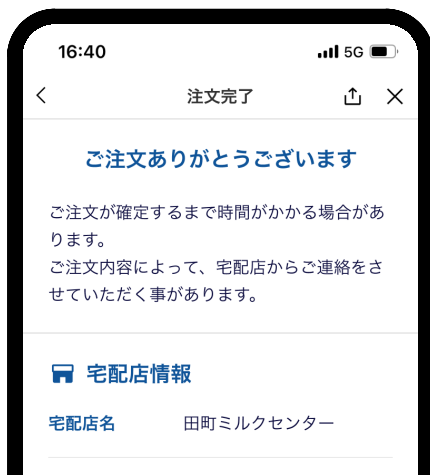 16:40 5G
注文完了
ご注文ありがとうございます
ご注文が確定するまで時間がかかる場合があ
ります。
ご注文内容によって、宅配店からご連絡をさ
せていただく事があります。
宅配店情報
宅配店名 田町ミルクセンター